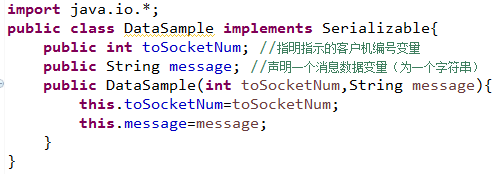 import java.io.*;
public class DataSample implements Serializable{
    public int toSocketNum; //指明指示的客户机编号变量
    public String message; //声明一个消息数据变量（为一个字符串）
    public DataSample(int toSocketNum,String message){
        this.toSocketNum=toSocketNum;
        this.message=message;
    }
}